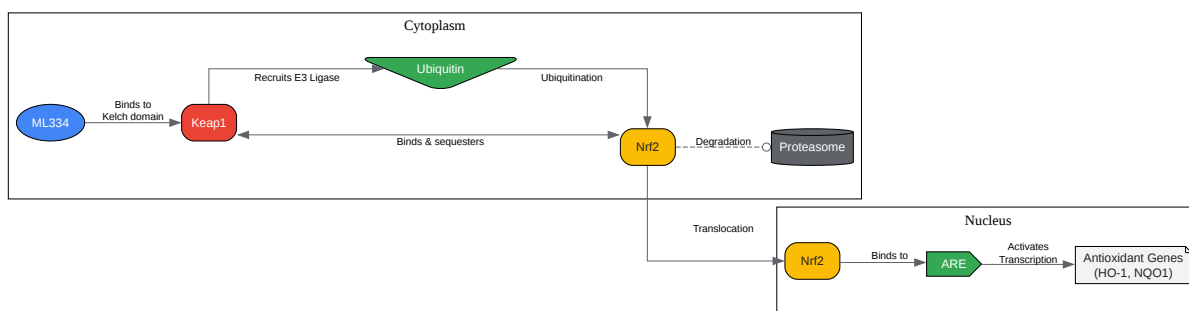 Cytoplasm
Ubiquitin
Recruits E3 Ligase
Ubiquitination
Binds to
Kelch domain
ML334
Keap1
Binds & sequesters
Nrf2
Degradation
Proteasome
Translocation
Nucleus
Nrf2
Binds to
ARE
Activates
Transcription
Antioxidant Genes
(HO-1, NQO1)